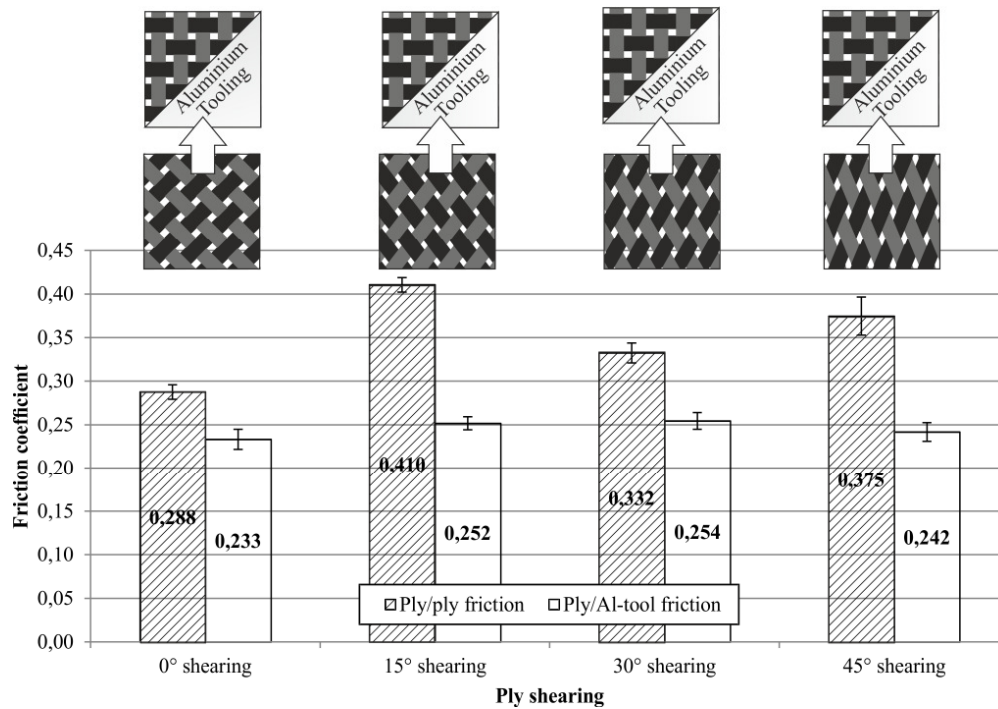 Aluminium
Tooling
Aluminium
Tooling
Aluminium
Tooling
Aluminium
Tooling
Friction coefficient
0,45
0,40
0,35
0,30
0,25
0,20
0,15
0,10
0,05
0,00
0,288
0,233
0,410
0,252
0,332
0,254
0,375
0,242
Ply/ply friction
Ply/Al-tool friction
0° shearing
15° shearing
30° shearing
45° shearing
Ply shearing